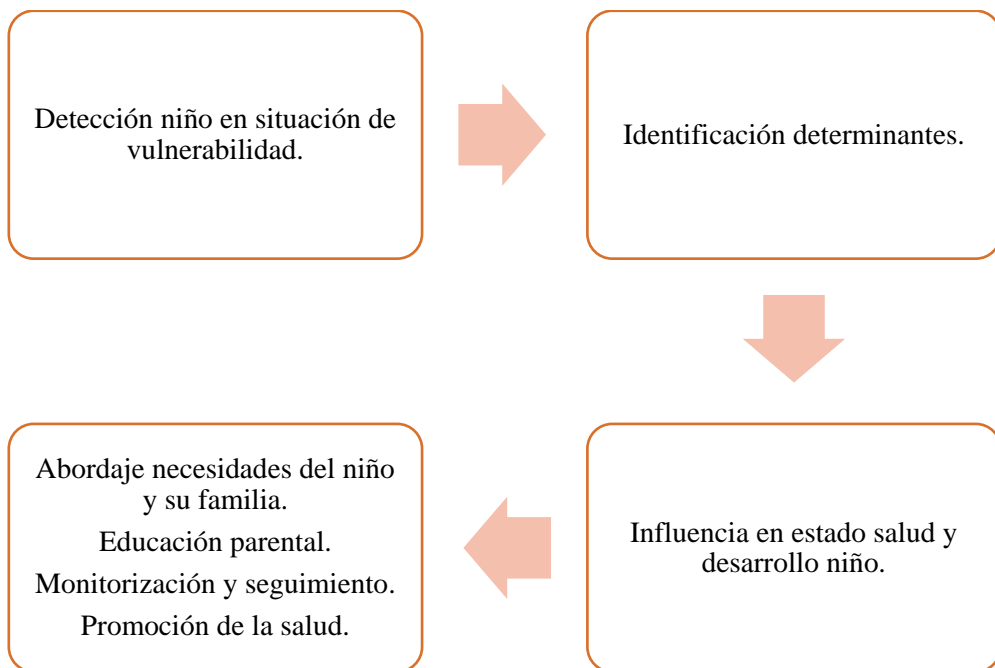 Detección niño en situación de
vulnerabilidad.
Identificación determinantes.
Influencia en estado salud y
desarrollo niño.
Abordaje necesidades del niño
y su familia.
Educación parental.
Monitorización y seguimiento.
Promoción de la salud.